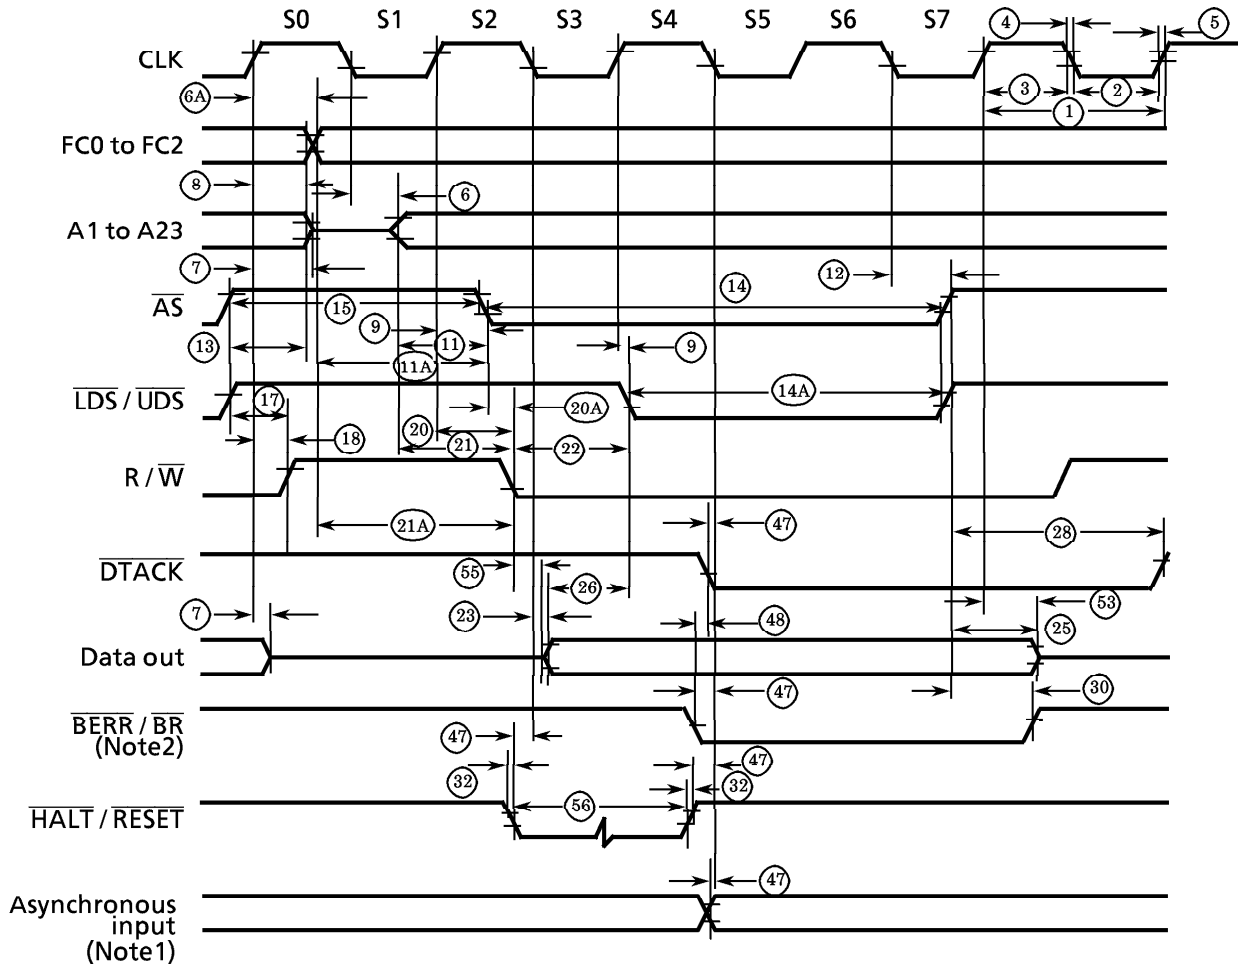 S0 S1 S2 S3 S4 S5 S6 S7
4 5
CLK
6A 3 2
1
FC0 to FC2
8 6
A1 to A23
7 12
AS 15 14
9
13 11 9
11A
LDS / UDS 17 20A 14A
18 20 21 22
R / W
21A 47 28
DTACK 55 26
53
7 23 48 25
Data out
47 30
BERR / BR
(Note2) 47 47
32 32
56
HALT / RESET
47
Asynchronous
input
(Note1)